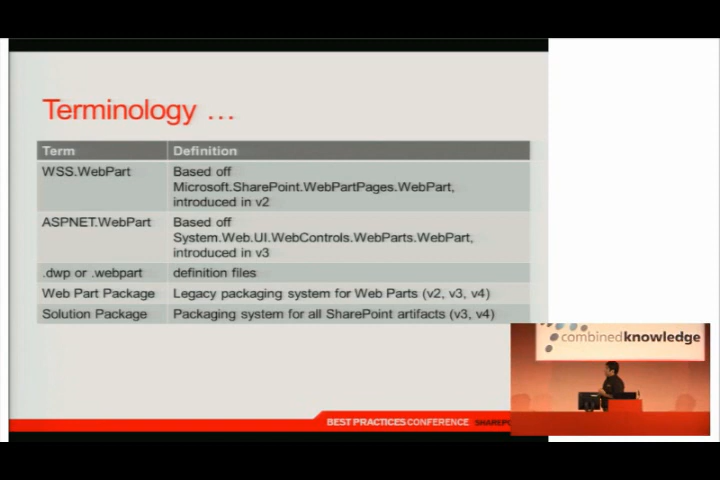 Terminology ...
Term Definition
WSS.WebPart Based off
Microsoft.SharePoint.WebPartPages.WebPart,
introduced in v2
ASPNET.WebPart Based off
System.Web.UI.WebControls.WebParts.WebPart,
introduced in v3
.dwp or .webpart definition files
Web Part Package Legacy packaging system for Web Parts (v2, v3, v4)
Solution Package Packaging system for all SharePoint artifacts (v3, v4)
combinedknowledge
BEST PRACTICES CONFERENCE